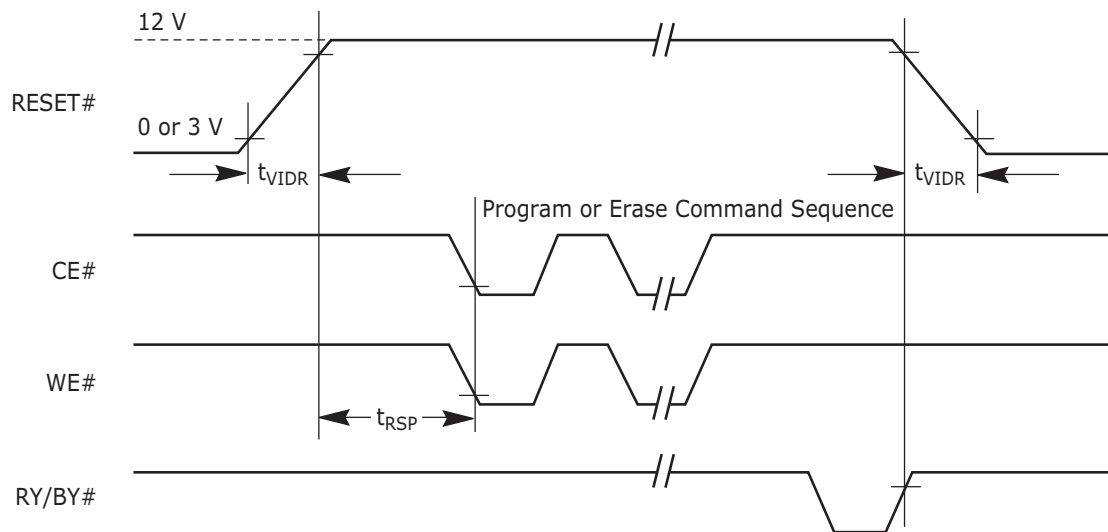 12 V
RESET#
0 or 3 V
tVIDR
tVIDR
Program or Erase Command Sequence
CE#
WE#
tRSP
RY/BY#